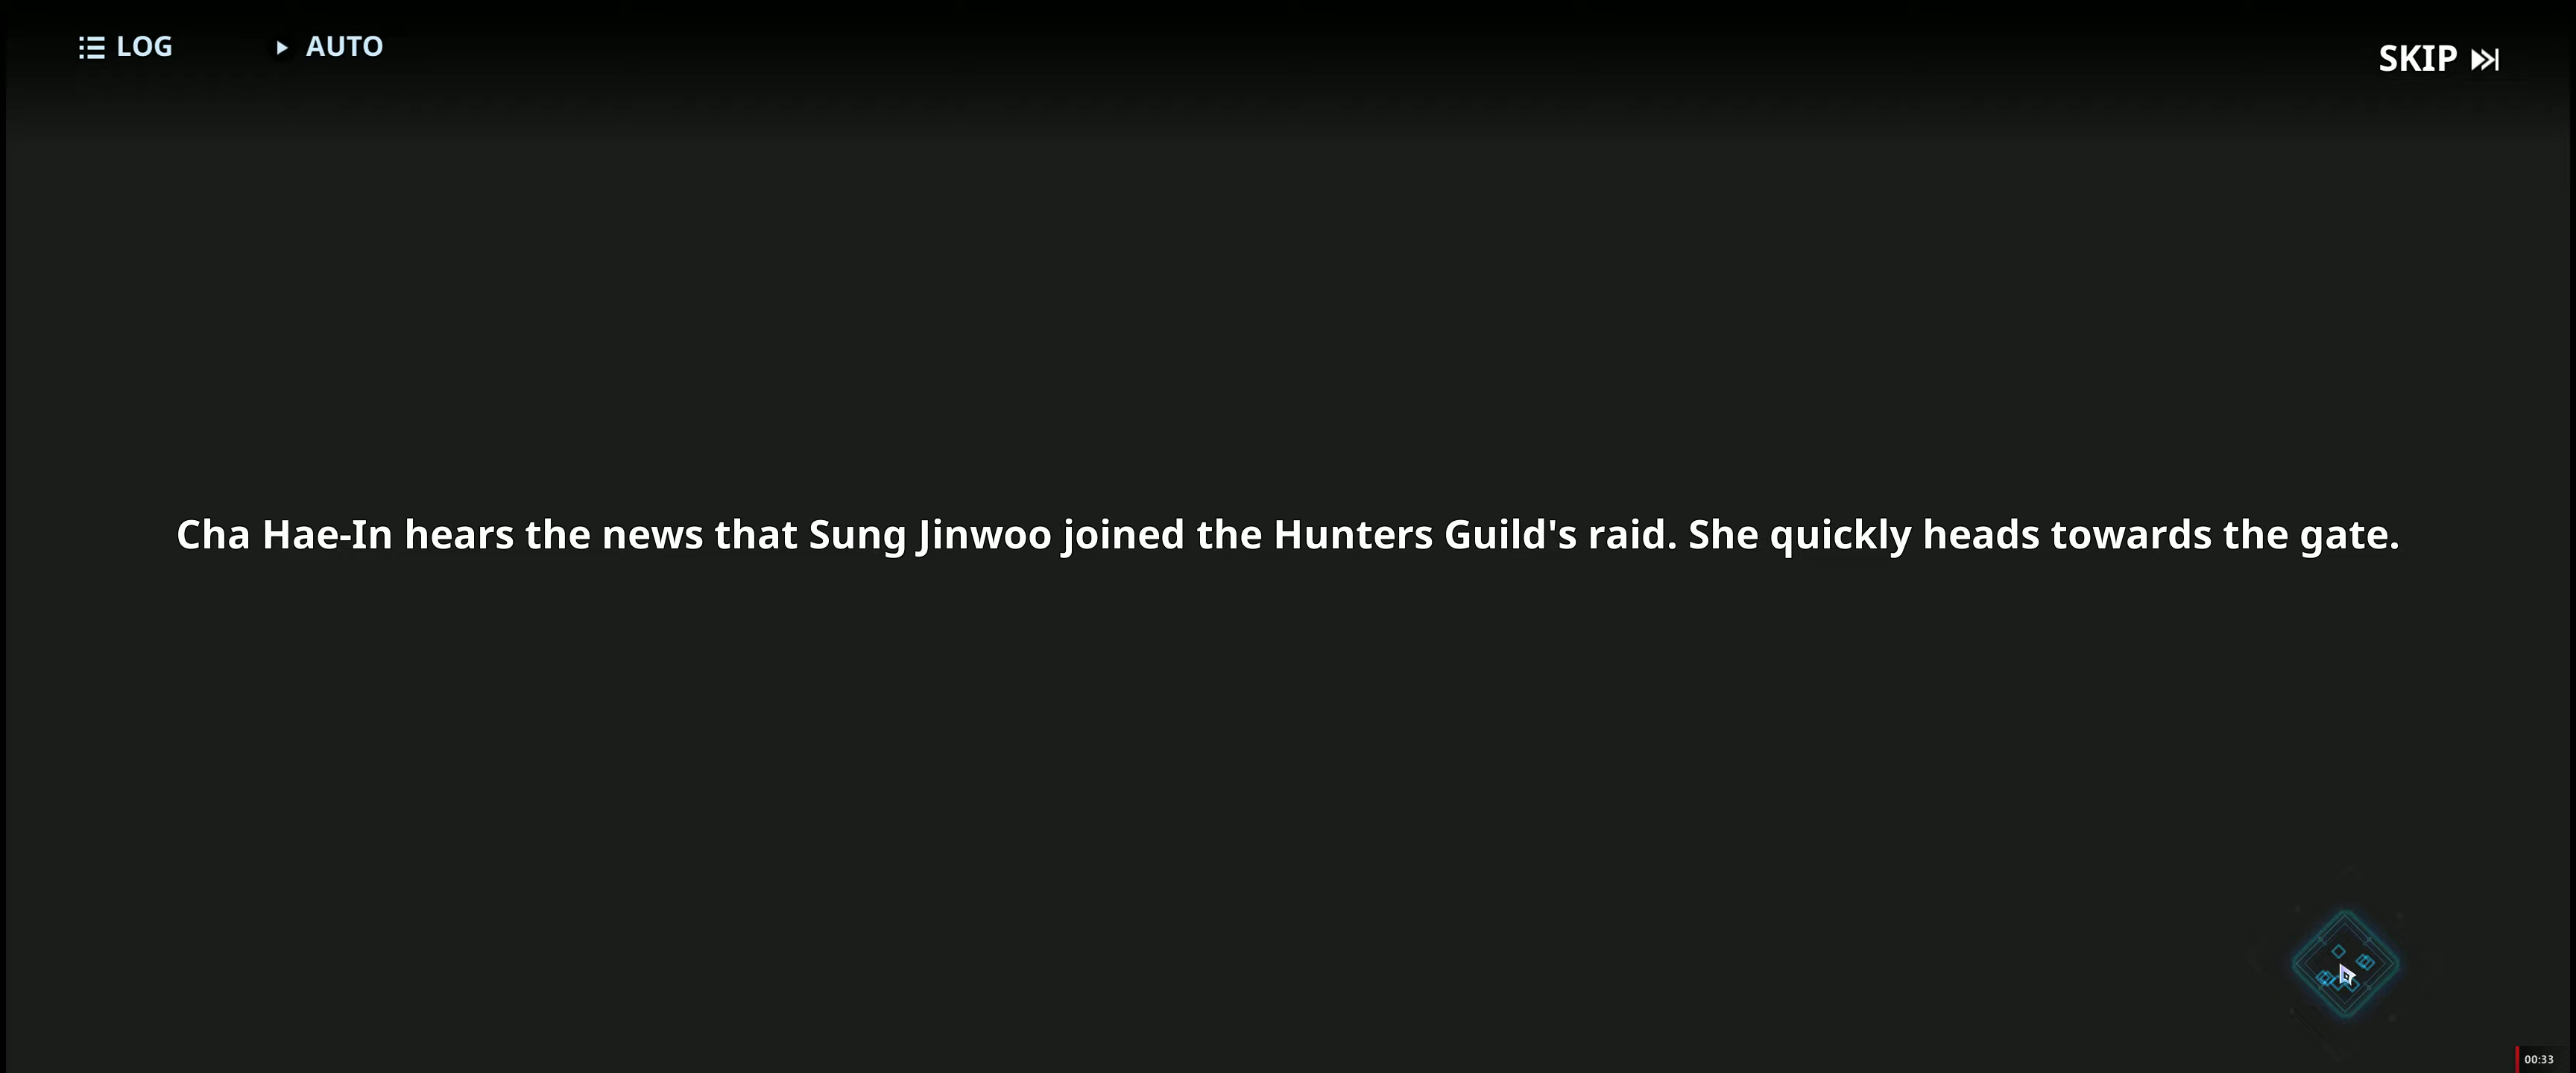 LOG
AUTO
SKIP
Cha Hae-In hears the news that Sung Jinwoo joined the Hunters Guild's raid. She quickly heads towards the gate.
00:33